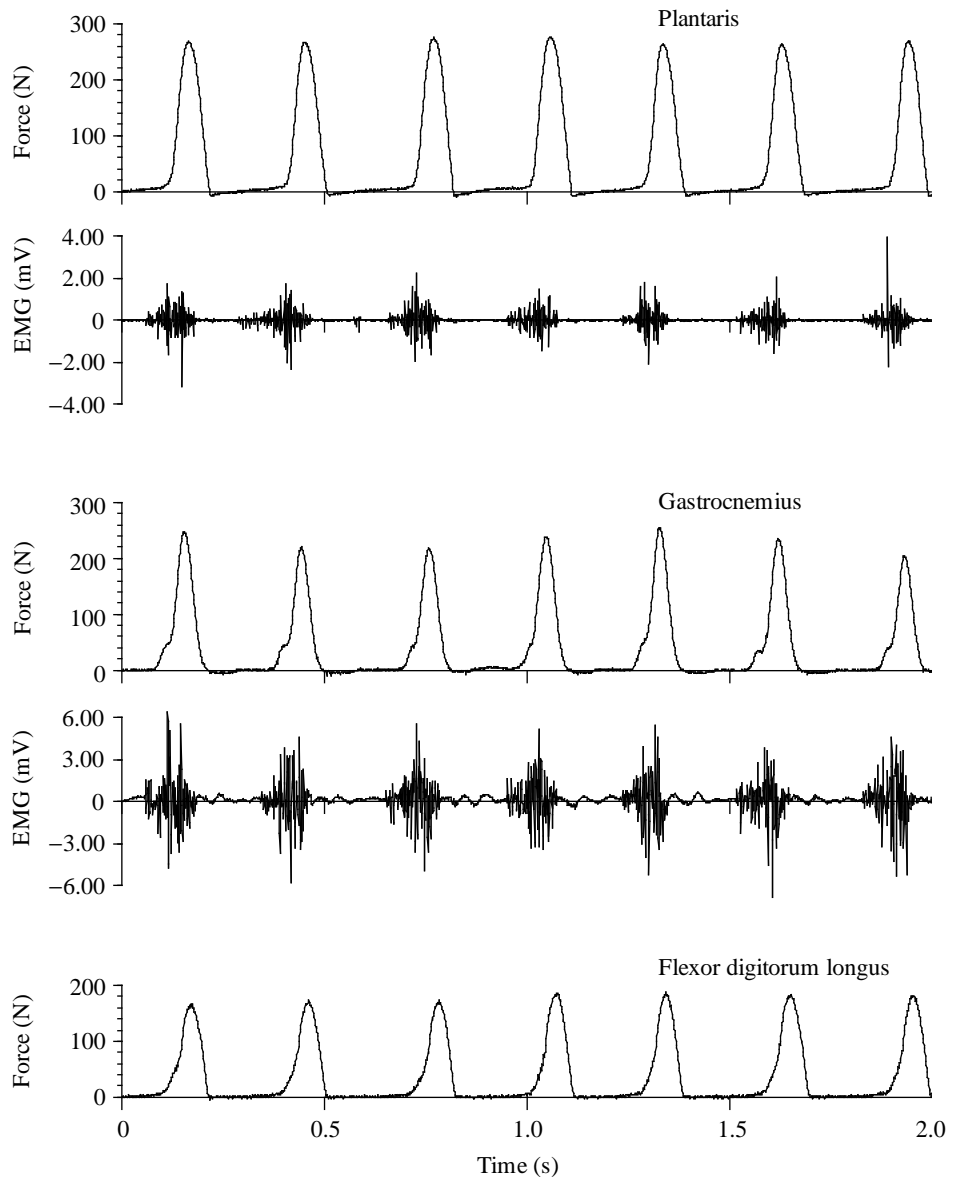 Plantaris
Force (N)
300
200
100
0
EMG (mV)
4.00
2.00
0
−2.00
−4.00
Gastrocnemius
Force (N)
300
200
100
0
EMG (mV)
6.00
3.00
0
−3.00
−6.00
Flexor digitorum longus
Force (N)
200
100
0
0 0.5 1.0 1.5 2.0
Time (s)